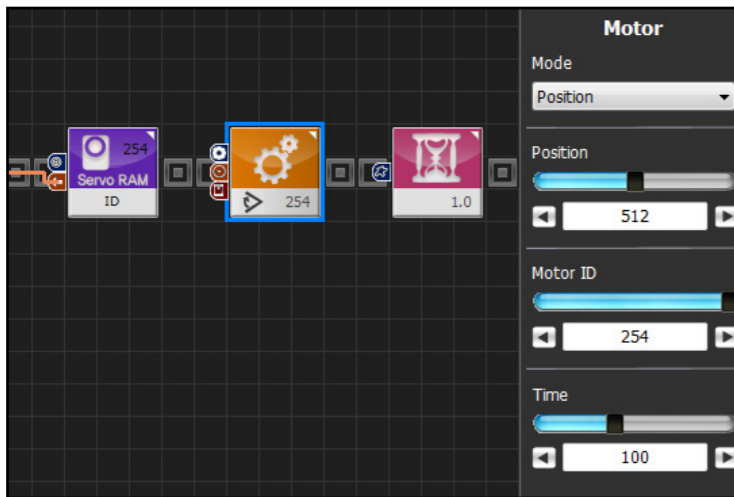 254
Servo RAM
ID
254
1.0
Motor
Mode
Position
Position
512
Motor ID
254
Time
100